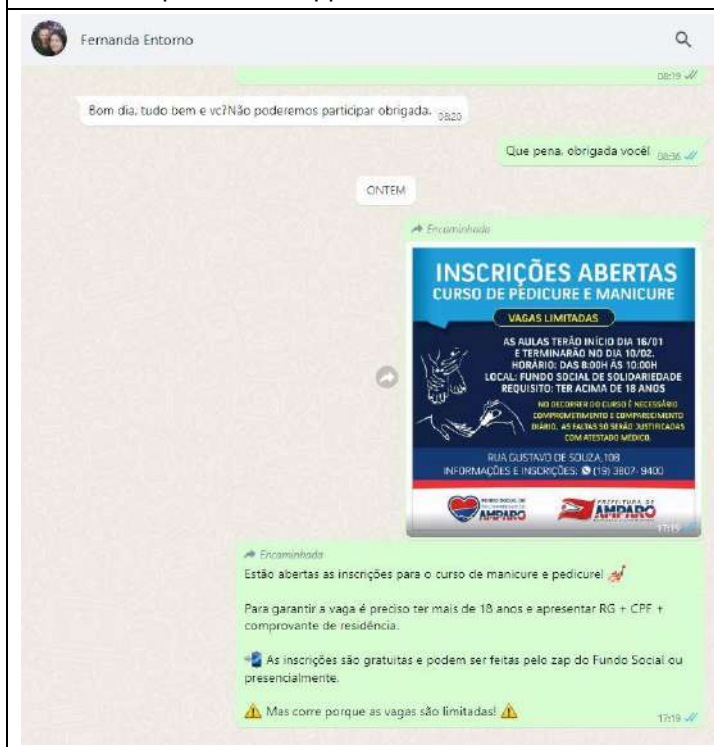 Fernanda Entorno
08:19
Bom dia, tudo bem e vc?Não poderemos participar obrigada. 08:20
Que pena, obrigada você! 08:36
ONTEM
Encaminhada
INSCRIÇÕES ABERTAS
CURSO DE PEDICURE E MANICURE
VAGAS LIMITADAS
AS AULAS TERÃO INÍCIO DIA 16/01
E TERMINARÃO NO DIA 10/02.
HORÁRIO: DAS 8:00H ÀS 10:00H
LOCAL: FUNDO SOCIAL DE SOLIDARIEDADE
REQUISITO: TER ACIMA DE 18 ANOS
NO DECORRER DO CURSO É NECESSÁRIO
COMPROMETIMENTO E COMPARECIMENTO
DIÁRIO. AS FALTAS SÓ SERÃO JUSTIFICADAS
COM ATESTADO MÉDICO.
RUA GUSTAVO DE SOUZA, 108
INFORMAÇÕES E INSCRIÇÕES: (19) 3807-9400
FUNDO SOCIAL DE
AMPARO
PREFEITURA DE
AMPARO
17:19
Encaminhada
Estão abertas as inscrições para o curso de manicure e pedicure! 💅
Para garantir a vaga é preciso ter mais de 18 anos e apresentar RG + CPF +
comprovante de residência.
📲 As inscrições são gratuitas e podem ser feitas pelo zap do Fundo Social ou
presencialmente.
⚠️ Mas corre porque as vagas são limitadas! ⚠️
17:19